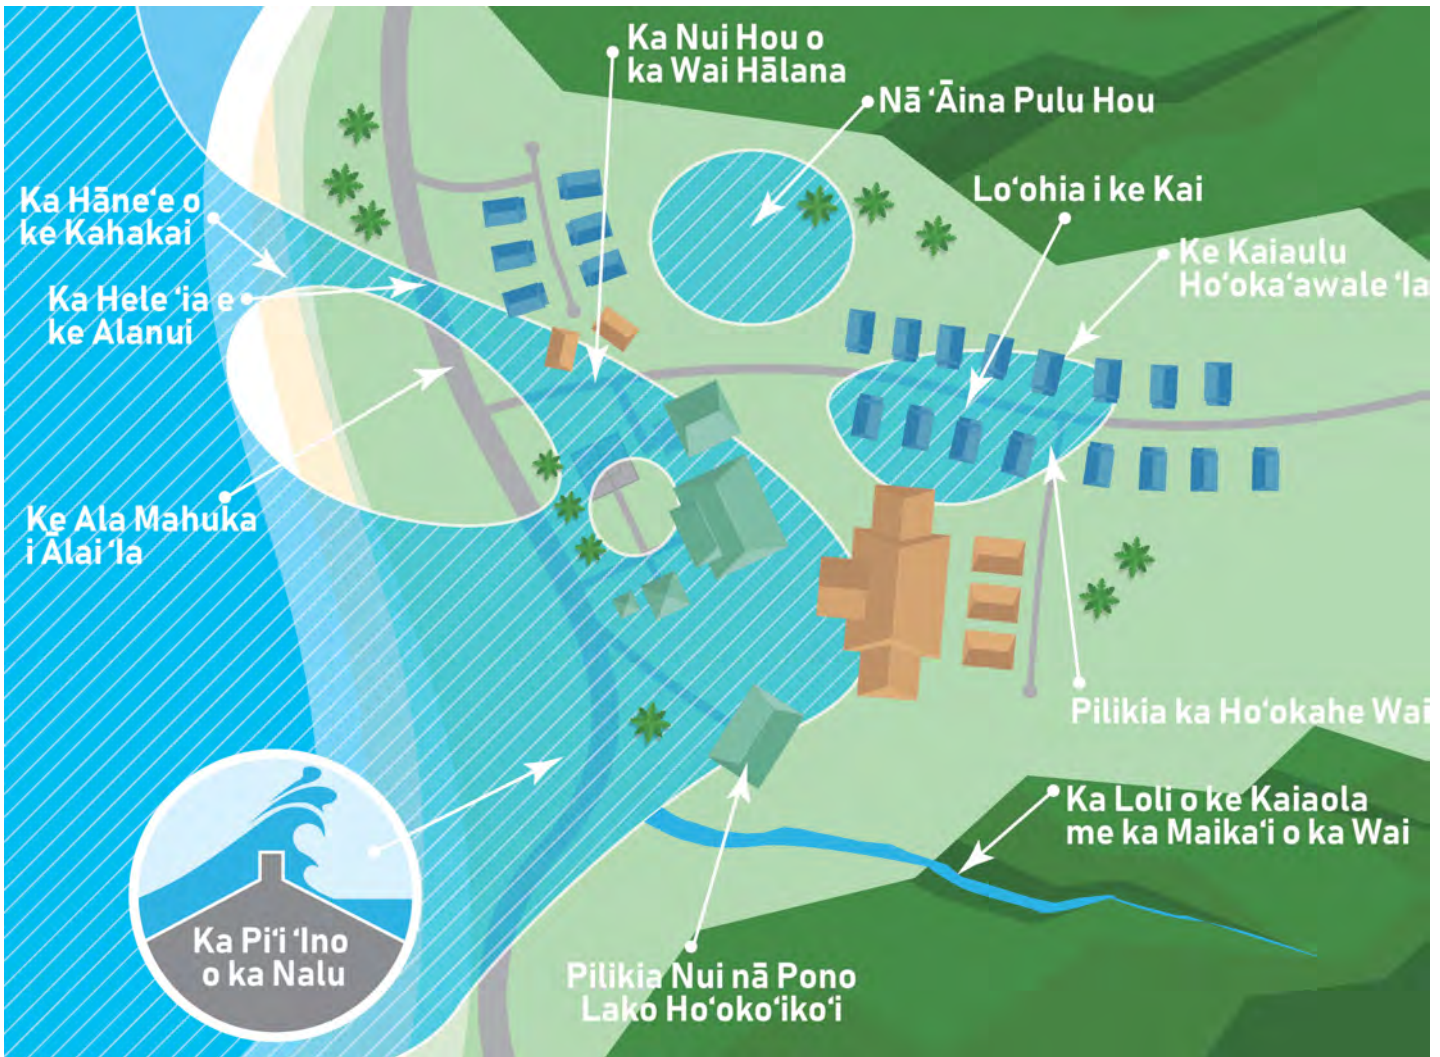 Ka Nui Hou o
ka Wai Hālana
Nā ʻĀina Pulu Hou
Loʻohia i ke Kai
Ka Hāneʻe o
ke Kahakai
Ke Kaiaulu
Hoʻokaʻawale ʻIa
Ka Hele ʻia e
ke Alanui
Ke Ala Mahuka
i Ālai ʻIa
Pilikia ka Hoʻokahe Wai
Ka Loli o ke Kaiaola
me ka Maikaʻi o ka Wai
Ka Piʻi ʻIno
o ka Nalu
Pilikia Nui nā Pono
Lako Hoʻokoʻikoʻi